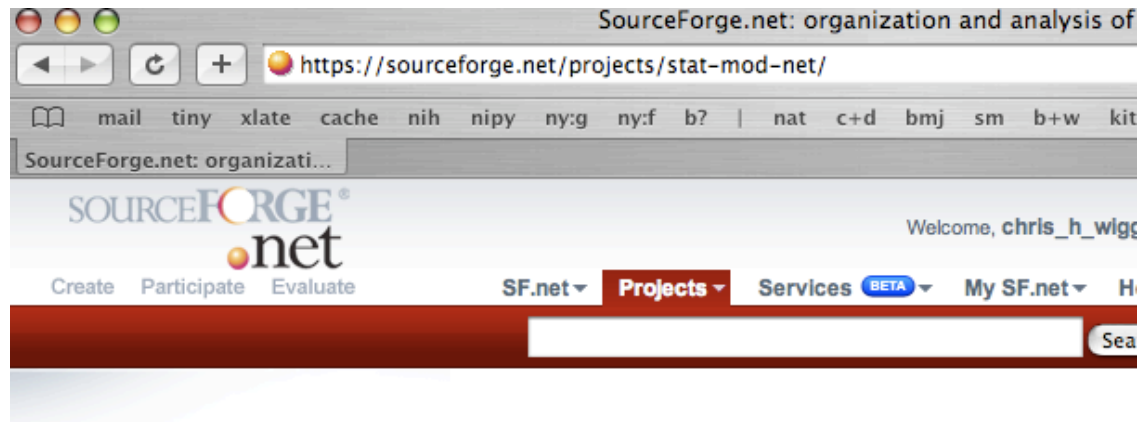 SourceForge.net: organization and analysis of
https://sourceforge.net/projects/stat-mod-net/
mail tiny xlate cache nih nipy ny:g ny:f b? | nat c+d bmj sm b+w kit
SourceForge.net: organizati...
SOURCEFORGE®
.net
Welcome, chris_h_wigg
Create Participate Evaluate SF.net Projects Services BETA My SF.net H
Sea